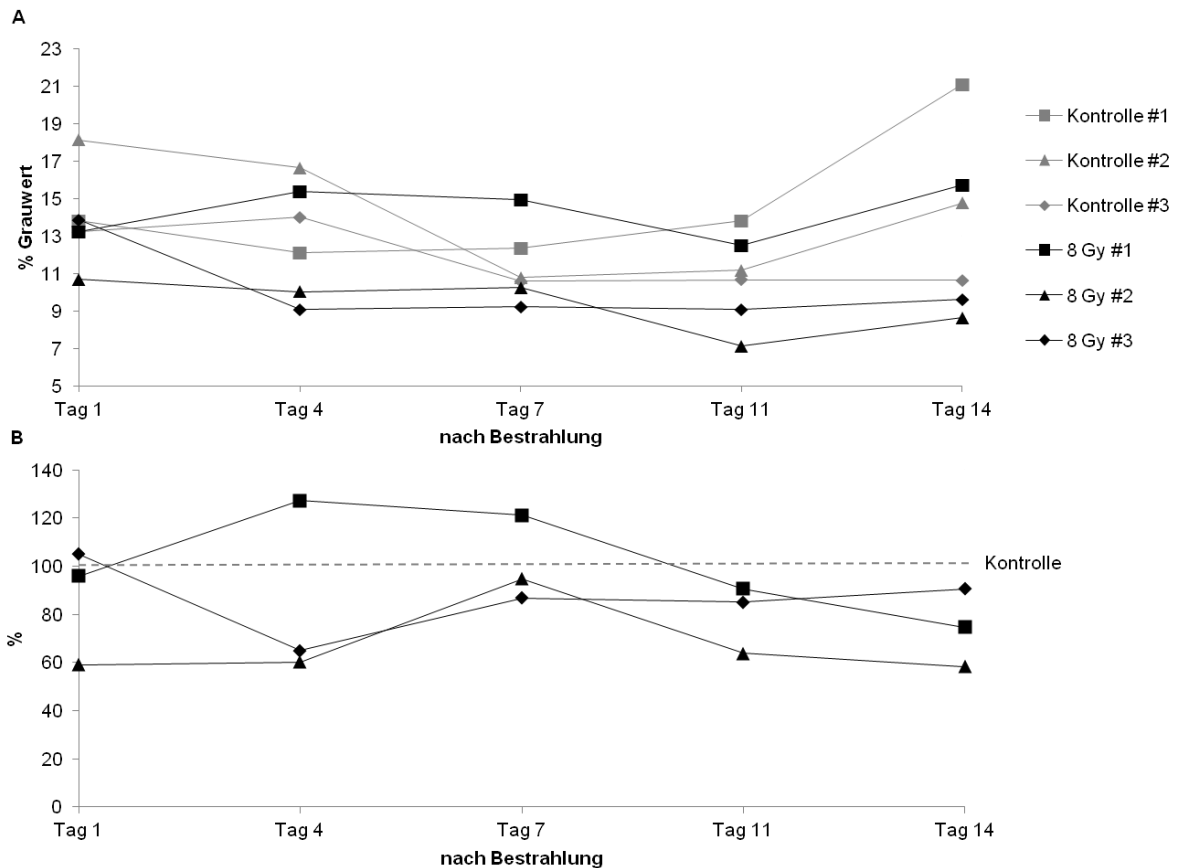 A
23
21
19
17
15
13
11
9
7
5
% Grauwert
Tag 1 Tag 4 Tag 7 Tag 11 Tag 14
nach Bestrahlung
Kontrolle #1
Kontrolle #2
Kontrolle #3
8 Gy #1
8 Gy #2
8 Gy #3
B
140
120
100
80
60
40
20
0
%
Kontrolle
Tag 1 Tag 4 Tag 7 Tag 11 Tag 14
nach Bestrahlung